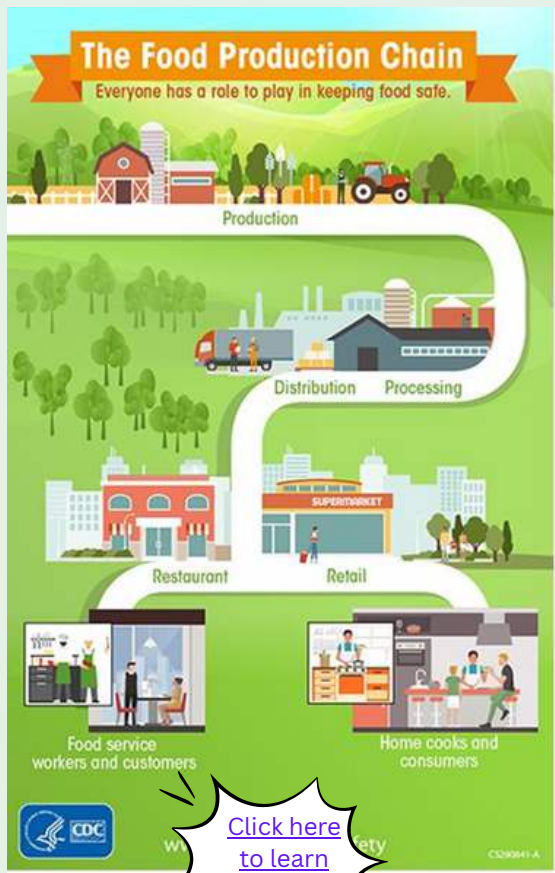 The Food Production Chain
Everyone has a role to play in keeping food safe.
Production
Distribution
Processing
SUPERMARKET
Restaurant
Retail
Food service
workers and customers
Home cooks and
consumers
Click here
to learn
CDC
CS290841-A